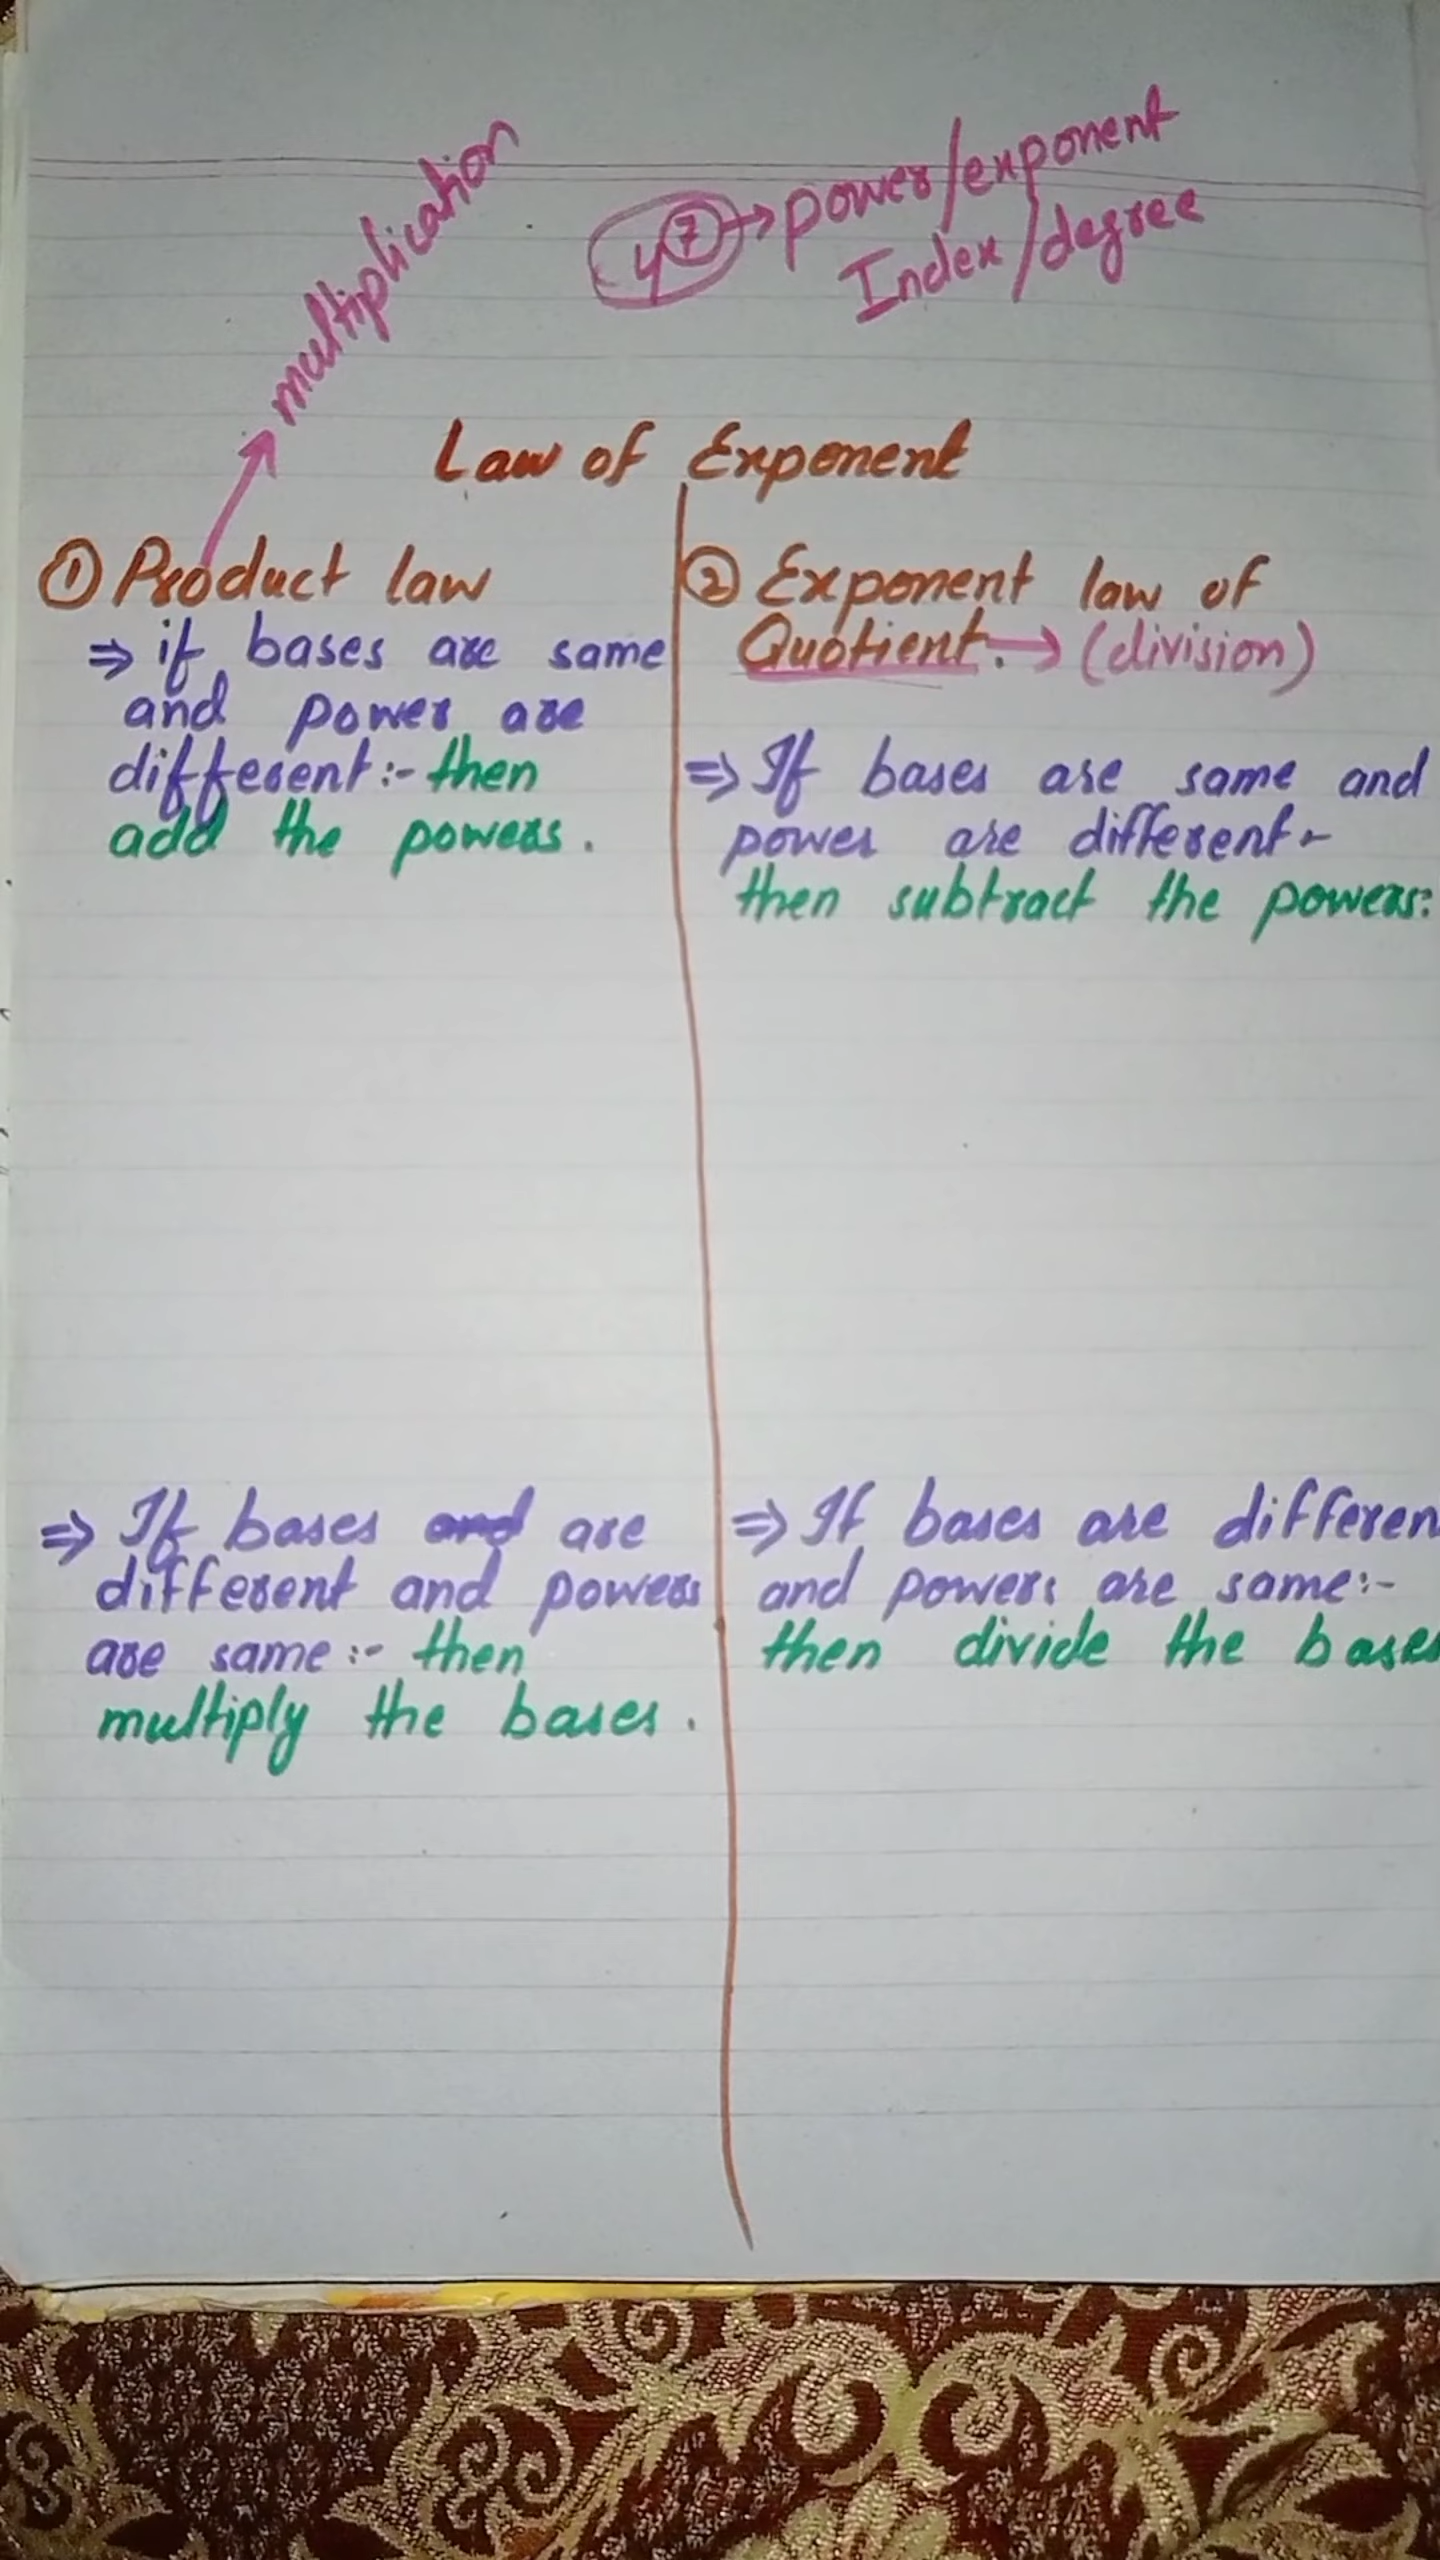 multiplication
4⁷ → power/exponent
Index/degree
Law of Exponent
① Product law
⇒ if bases are same
and power are
different:- then
add the powers.
⇒ If bases and are
different and powers
are same:- then
multiply the bases.
② Exponent law of
Quotient. → (division)
⇒ If bases are same and
power are different-
then subtract the powers:
⇒ If bases are differen
and powers are same:-
then divide the bases